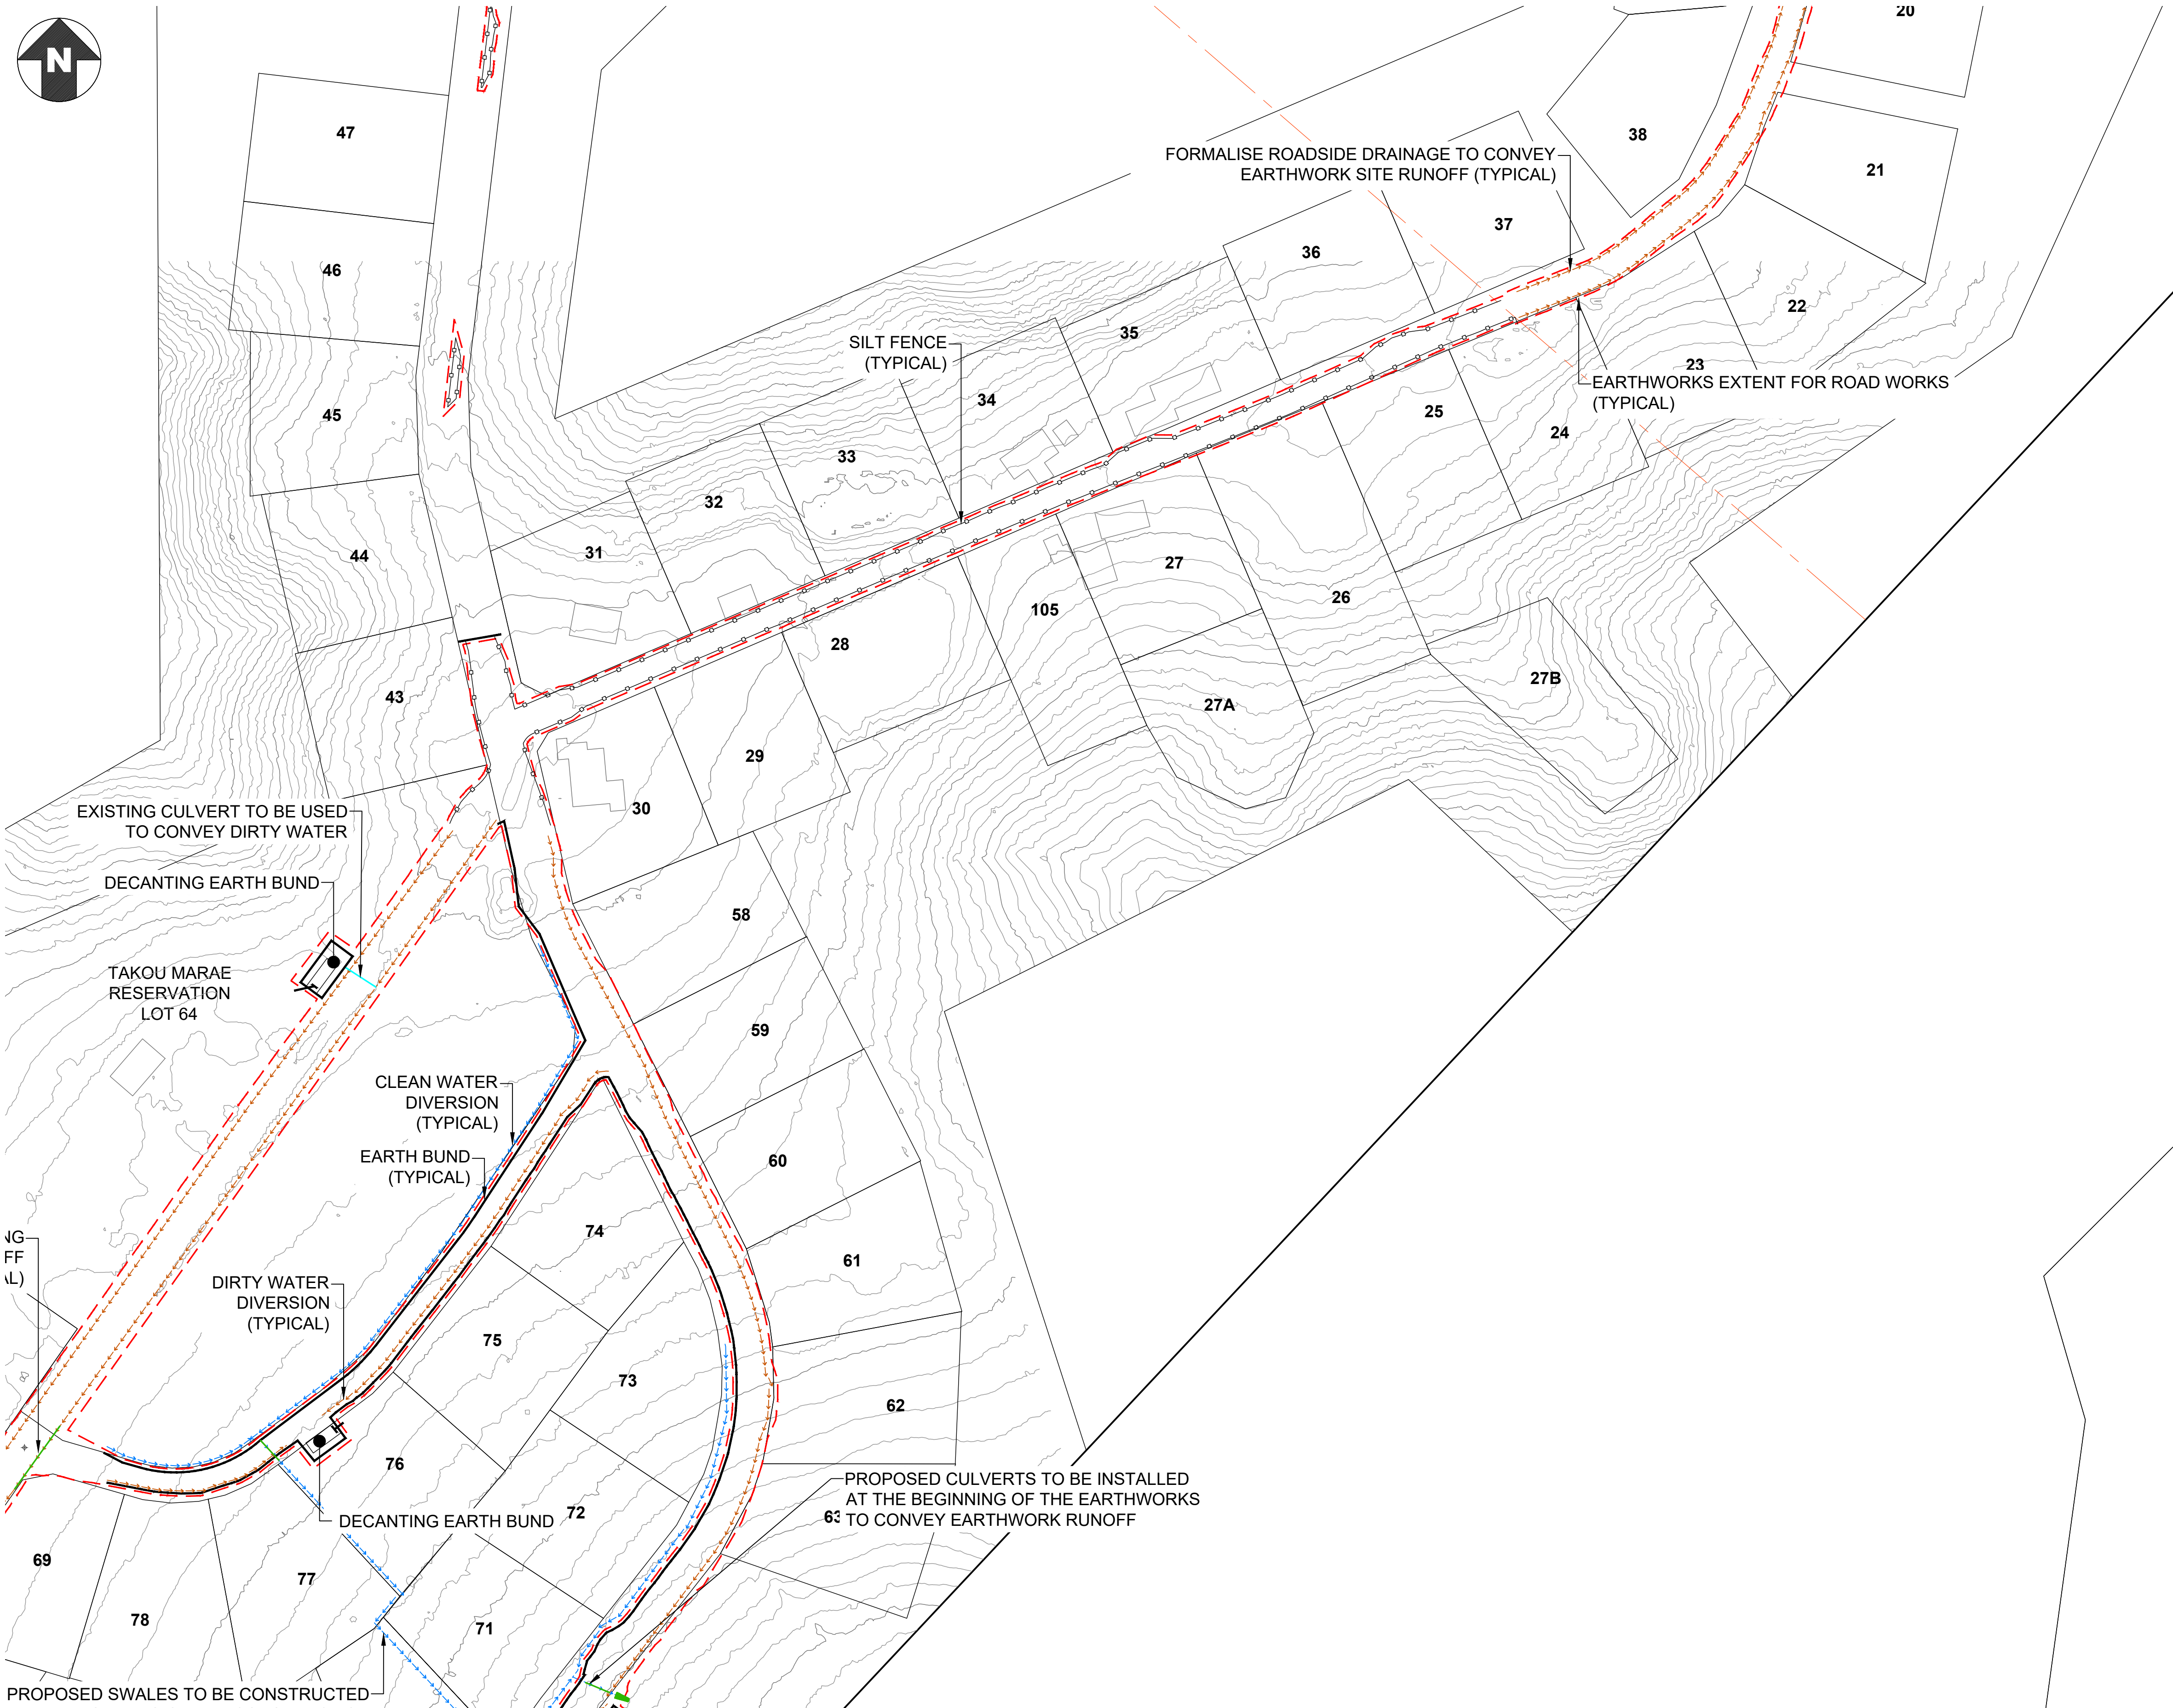 N
20
47
38
21
FORMALISE ROADSIDE DRAINAGE TO CONVEY
EARTHWORK SITE RUNOFF (TYPICAL)
37
36
46
22
35
SILT FENCE
(TYPICAL)
23
EARTHWORKS EXTENT FOR ROAD WORKS
(TYPICAL)
34
45
25
24
33
32
31
44
27
26
105
28
27B
43
27A
29
30
EXISTING CULVERT TO BE USED
TO CONVEY DIRTY WATER
DECANTING EARTH BUND
58
TAKOU MARAE
RESERVATION
LOT 64
59
CLEAN WATER
DIVERSION
(TYPICAL)
EARTH BUND
(TYPICAL)
60
74
NG
FF
AL)
61
DIRTY WATER
DIVERSION
(TYPICAL)
75
73
62
76
PROPOSED CULVERTS TO BE INSTALLED
AT THE BEGINNING OF THE EARTHWORKS
TO CONVEY EARTHWORK RUNOFF
63
72
DECANTING EARTH BUND
69
77
78
71
PROPOSED SWALES TO BE CONSTRUCTED